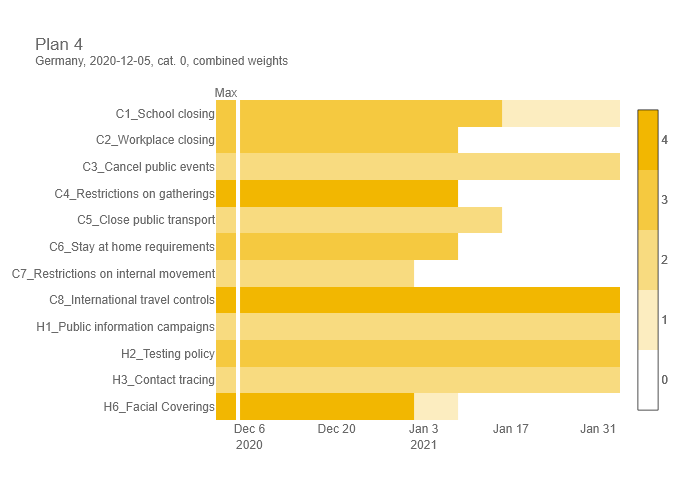 Plan 4
Germany, 2020-12-05, cat. 0, combined weights
Max
C1_School closing
C2_Workplace closing
C3_Cancel public events
C4_Restrictions on gatherings
C5_Close public transport
C6_Stay at home requirements
C7_Restrictions on internal movement
C8_International travel controls
H1_Public information campaigns
H2_Testing policy
H3_Contact tracing
H6_Facial Coverings
Dec 6 Dec 20 Jan 3 Jan 17 Jan 31
2020 2021
4
3
2
1
0